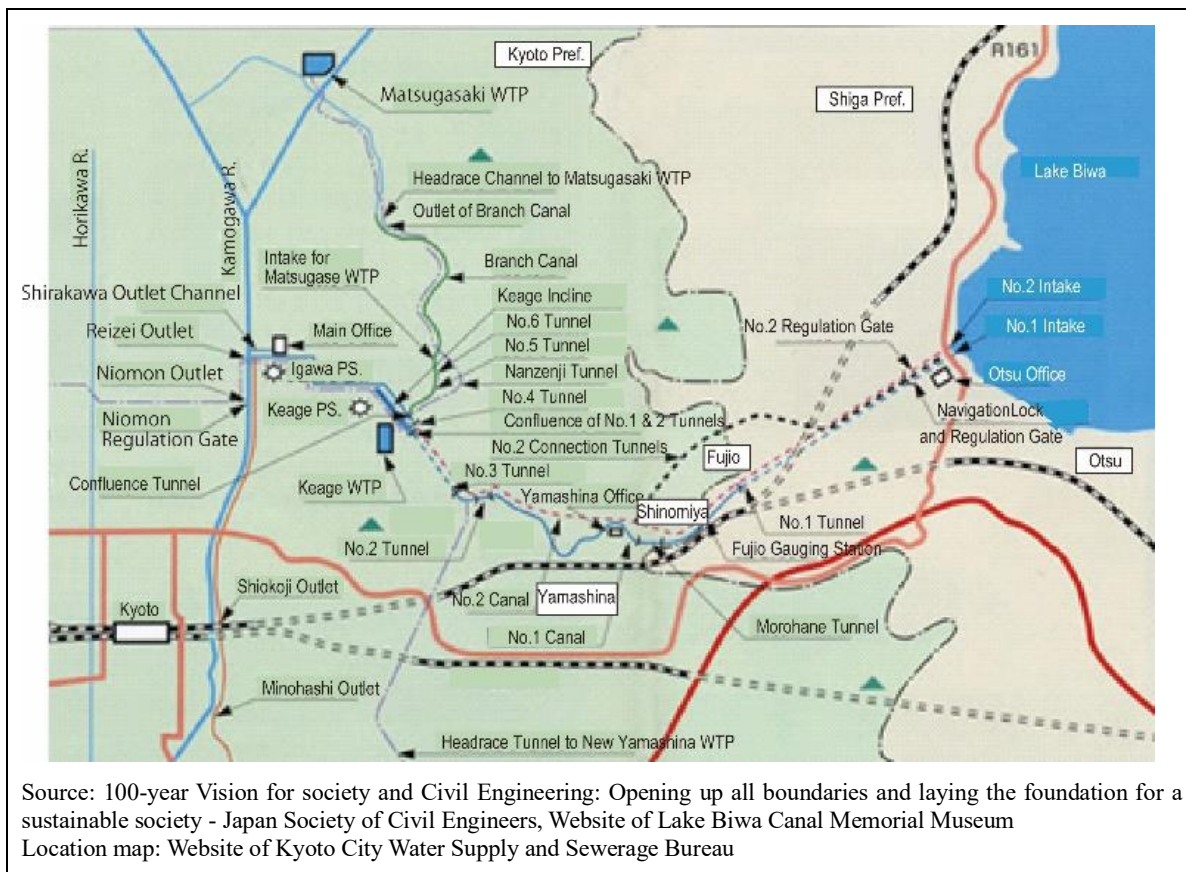 Kyoto Pref.
R161
Matsugasaki WTP
Shiga Pref.
Lake Biwa
Horikawa R.
Kamogawa R.
Headrace Channel to Matsugasaki WTP
Outlet of Branch Canal
Intake for
Matsugase WTP
Branch Canal
Shirakawa Outlet Channel
Keage Incline
No.2 Intake
Reizei Outlet
Main Office
No.6 Tunnel
No.2 Regulation Gate
No.1 Intake
No.5 Tunnel
Niomon Outlet
Igawa PS.
Nanzenji Tunnel
Otsu Office
No.4 Tunnel
Niomon
Regulation Gate
Keage PS.
Confluence of No.1 & 2 Tunnels
NavigationLock
and Regulation Gate
No.2 Connection Tunnels
Fujio
Otsu
Confluence Tunnel
Keage WTP
No.3 Tunnel
Yamashina Office
Shinomiya
No.1 Tunnel
No.2 Tunnel
Fujio Gauging Station
Shiokoji Outlet
No.2 Canal
Yamashina
Kyoto
No.1 Canal
Morohane Tunnel
Minohashi Outlet
Headrace Tunnel to New Yamashina WTP
Source: 100-year Vision for society and Civil Engineering: Opening up all boundaries and laying the foundation for a
sustainable society - Japan Society of Civil Engineers, Website of Lake Biwa Canal Memorial Museum
Location map: Website of Kyoto City Water Supply and Sewerage Bureau